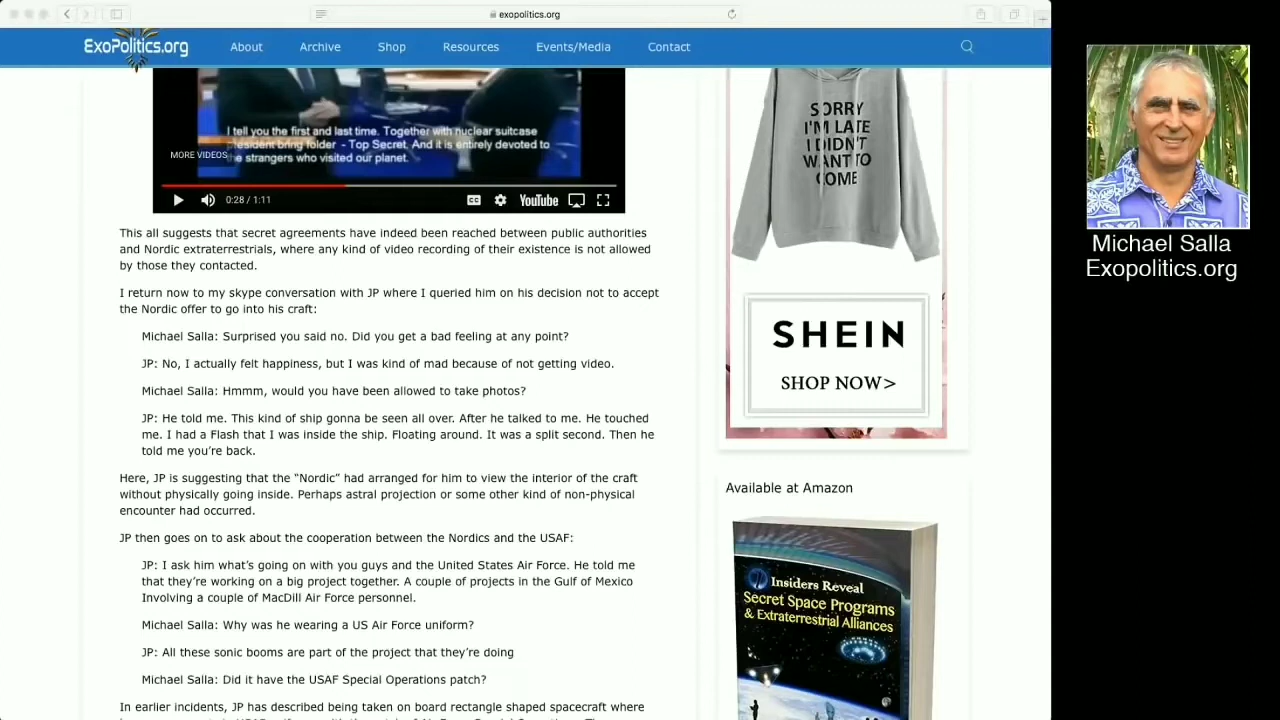 exopolitics.org
ExoPolitics.org
About
Archive
Shop
Resources
Events/Media
Contact
I tell you the first and last time. Together with nuclear suitcase
president bring folder - Top Secret. And it is entirely devoted to
the strangers who visited our planet.
MORE VIDEOS
0:28 / 1:11
CC
YouTube
This all suggests that secret agreements have indeed been reached between public authorities
and Nordic extraterrestrials, where any kind of video recording of their existence is not allowed
by those they contacted.
I return now to my skype conversation with JP where I queried him on his decision not to accept
the Nordic offer to go into his craft:
Michael Salla: Surprised you said no. Did you get a bad feeling at any point?
JP: No, I actually felt happiness, but I was kind of mad because of not getting video.
Michael Salla: Hmmm, would you have been allowed to take photos?
JP: He told me. This kind of ship gonna be seen all over. After he talked to me. He touched
me. I had a Flash that I was inside the ship. Floating around. It was a split second. Then he
told me you're back.
Here, JP is suggesting that the “Nordic” had arranged for him to view the interior of the craft
without physically going inside. Perhaps astral projection or some other kind of non-physical
encounter had occurred.
JP then goes on to ask about the cooperation between the Nordics and the USAF:
JP: I ask him what's going on with you guys and the United States Air Force. He told me
that they're working on a big project together. A couple of projects in the Gulf of Mexico
Involving a couple of MacDill Air Force personnel.
Michael Salla: Why was he wearing a US Air Force uniform?
JP: All these sonic booms are part of the project that they're doing
Michael Salla: Did it have the USAF Special Operations patch?
In earlier incidents, JP has described being taken on board rectangle shaped spacecraft where
SORRY
I'M LATE
I DIDN'T
WANT TO
COME
SHEIN
SHOP NOW>
Available at Amazon
Insiders Reveal
Secret Space Programs
& Extraterrestrial Alliances
Michael Salla
Exopolitics.org